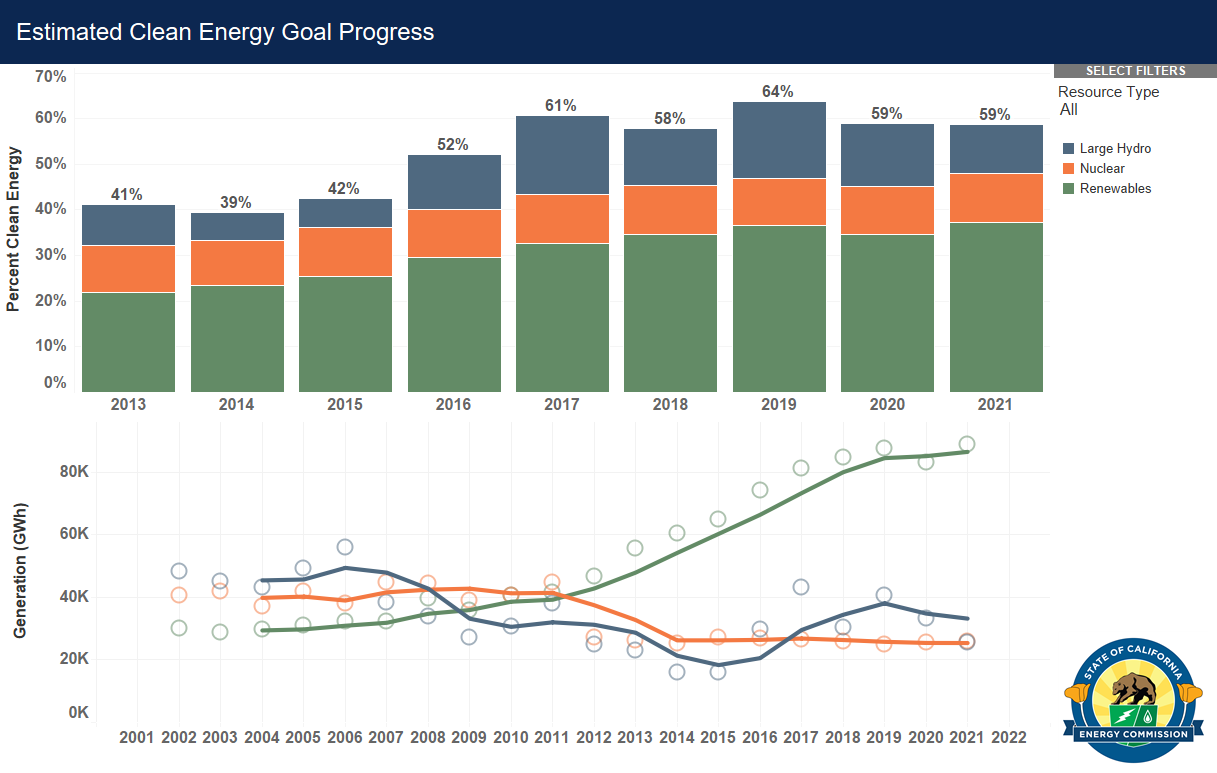 Estimated Clean Energy Goal Progress
SELECT FILTERS
Resource Type
All
Large Hydro
Nuclear
Renewables
Percent Clean Energy
70%
60%
50%
40%
30%
20%
10%
0%
41%
39%
42%
52%
61%
58%
64%
59%
59%
2013 2014 2015 2016 2017 2018 2019 2020 2021
Generation (GWh)
80K
60K
40K
20K
0K
2001 2002 2003 2004 2005 2006 2007 2008 2009 2010 2011 2012 2013 2014 2015 2016 2017 2018 2019 2020 2021 2022
STATE OF CALIFORNIA
ENERGY COMMISSION